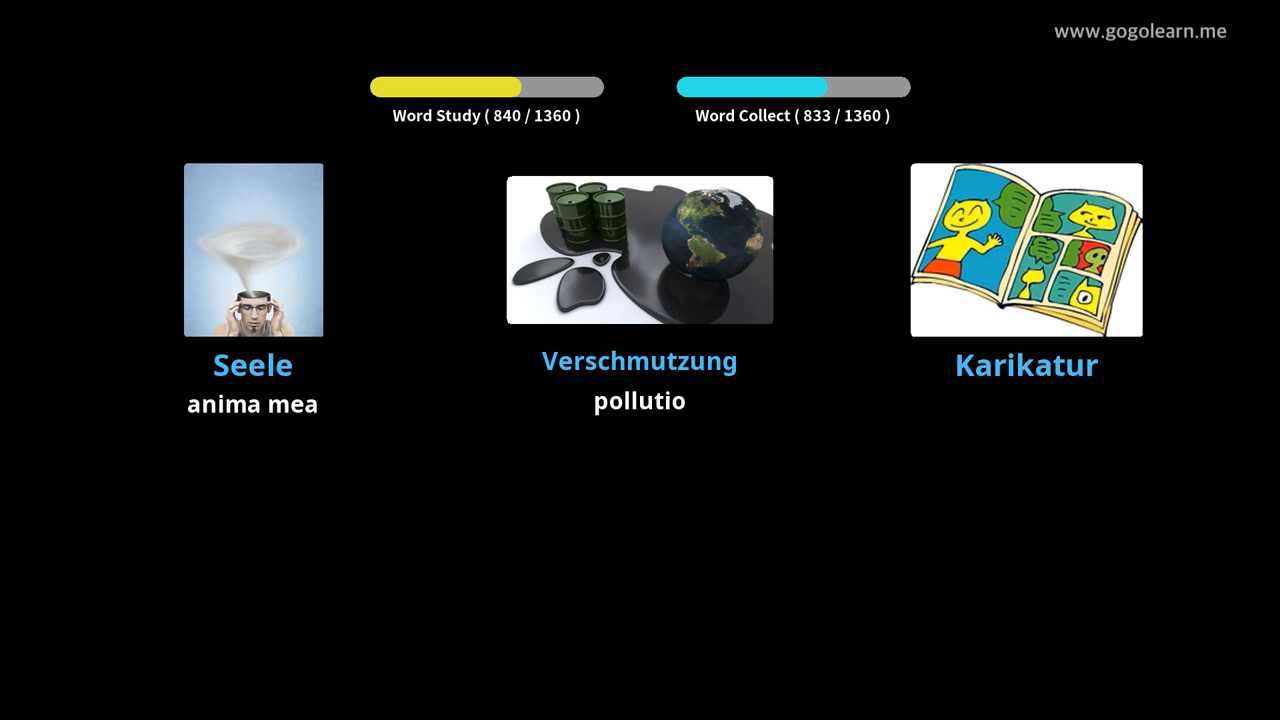 www.gogolearn.me
Word Study ( 840 / 1360 )
Word Collect ( 833 / 1360 )
Seele
anima mea
Verschmutzung
pollutio
Karikatur